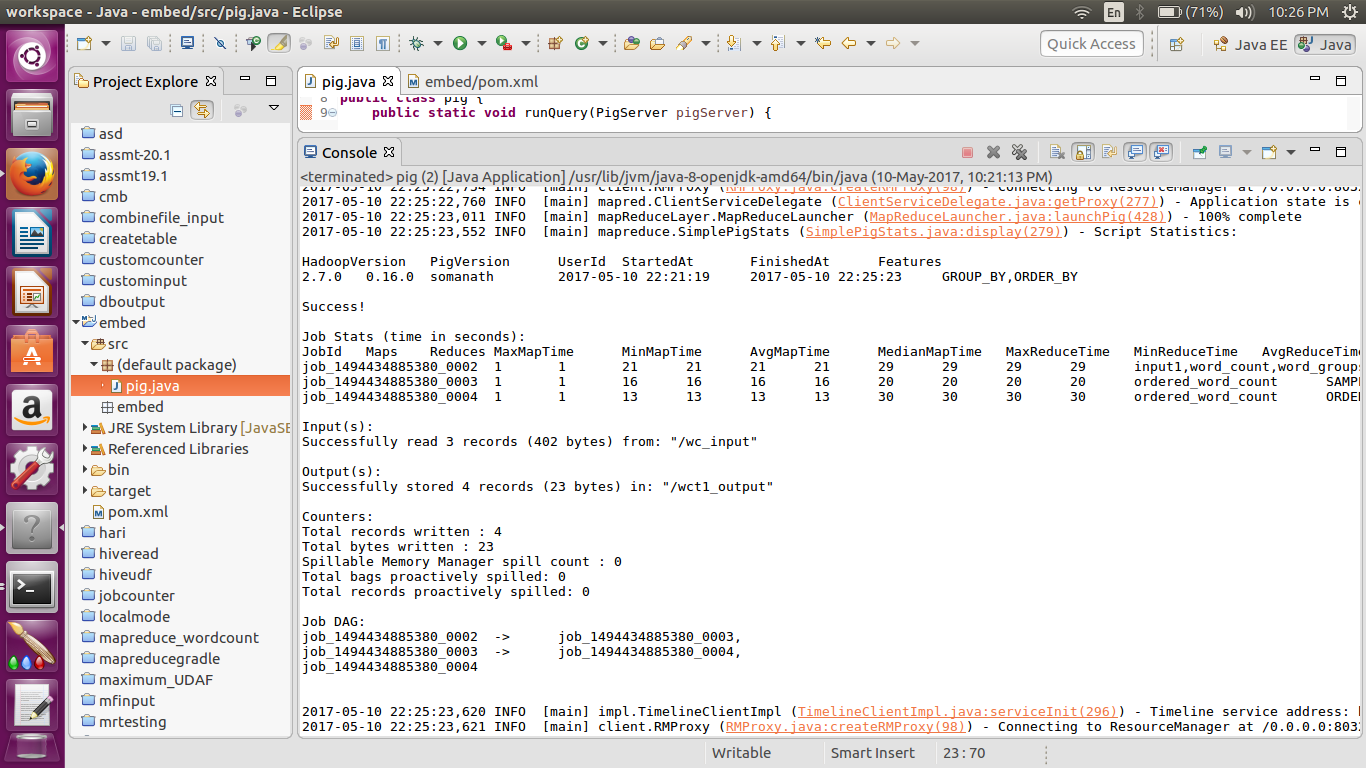 workspace - Java - embed/src/pig.java - Eclipse
En
(71%)
10:26 PM
Quick Access
Java EE
Java
Project Explore
asd
assmt-20.1
assmt19.1
cmb
combinefile_input
createtable
customcounter
custominput
dboutput
embed
src
(default package)
pig.java
embed
JRE System Library [JavaSE
Referenced Libraries
bin
target
pom.xml
hari
hiveread
hiveudf
jobcounter
localmode
mapreduce_wordcount
mapreducegradle
maximum_UDAF
mfinput
mrtesting
pig.java
embed/pom.xml
8 public class pig {
9 public static void runQuery(PigServer pigServer) {
Console
<terminated> pig (2) [Java Application] /usr/lib/jvm/java-8-openjdk-amd64/bin/java (10-May-2017, 10:21:13 PM)
2017-05-10 22:25:22,754 INFO [main] client.RMProxy (RMProxy.java:createRMProxy(98)) - Connecting to ResourceManager at /0.0.0.0:8032
2017-05-10 22:25:22,760 INFO [main] mapred.ClientServiceDelegate (ClientServiceDelegate.java:getProxy(277)) - Application state is
2017-05-10 22:25:23,011 INFO [main] mapReduceLayer.MapReduceLauncher (MapReduceLauncher.java:launchPig(428)) - 100% complete
2017-05-10 22:25:23,552 INFO [main] mapreduce.SimplePigStats (SimplePigStats.java:display(279)) - Script Statistics:
HadoopVersion PigVersion UserId StartedAt FinishedAt Features
2.7.0 0.16.0 somanath 2017-05-10 22:21:19 2017-05-10 22:25:23 GROUP_BY,ORDER_BY
Success!
Job Stats (time in seconds):
JobId Maps Reduces MaxMapTime MinMapTime AvgMapTime MedianMapTime MaxReduceTime MinReduceTime AvgReduceTime
job_1494434885380_0002 1 1 21 21 21 21 29 29 29 29 input1,word_count,word_groups
job_1494434885380_0003 1 1 16 16 16 16 20 20 20 20 ordered_word_count SAMP
job_1494434885380_0004 1 1 13 13 13 13 30 30 30 30 ordered_word_count ORDE
Input(s):
Successfully read 3 records (402 bytes) from: "/wc_input"
Output(s):
Successfully stored 4 records (23 bytes) in: "/wct1_output"
Counters:
Total records written : 4
Total bytes written : 23
Spillable Memory Manager spill count : 0
Total bags proactively spilled: 0
Total records proactively spilled: 0
Job DAG:
job_1494434885380_0002 -> job_1494434885380_0003,
job_1494434885380_0003 -> job_1494434885380_0004,
job_1494434885380_0004
2017-05-10 22:25:23,620 INFO [main] impl.TimelineClientImpl (TimelineClientImpl.java:serviceInit(296)) - Timeline service address:
2017-05-10 22:25:23,621 INFO [main] client.RMProxy (RMProxy.java:createRMProxy(98)) - Connecting to ResourceManager at /0.0.0.0:8032
Writable
Smart Insert
23 : 70